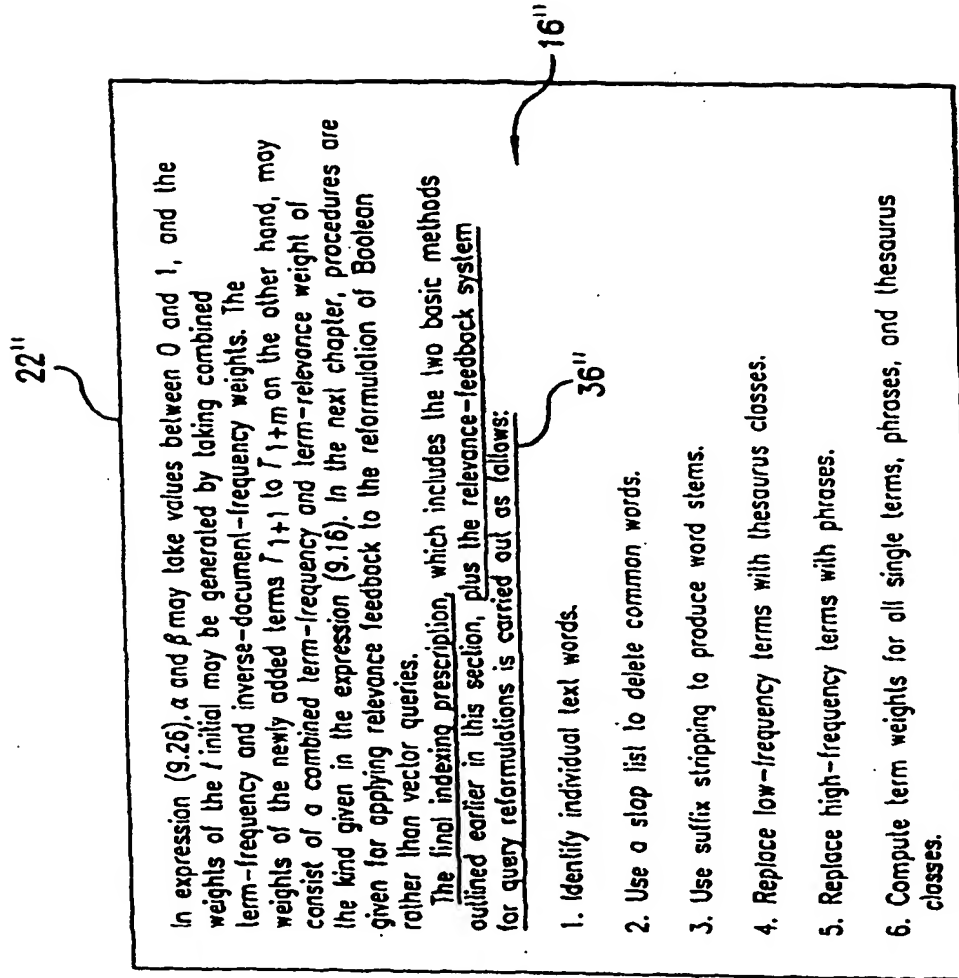 22"
In expression (9.26), α and β may take values between 0 and 1, and the
weights of the l initial may be generated by taking combined
term-frequency and inverse-document-frequency weights. The
weights of the newly added terms T1+1 to T1+m on the other hand, may
consist of a combined term-frequency and term-relevance weight of
the kind given in the expression (9.16). In the next chapter, procedures are
given for applying relevance feedback to the reformulation of Boolean
rather than vector queries.
The final indexing prescription, which includes the two basic methods
outlined earlier in this section, plus the relevance-feedback system
for query reformulations is carried out as follows:
16"
36"
1. Identify individual text words.
2. Use a stop list to delete common words.
3. Use suffix stripping to produce word stems.
4. Replace low-frequency terms with thesaurus classes.
5. Replace high-frequency terms with phrases.
6. Compute term weights for all single terms, phrases, and thesaurus
classes.